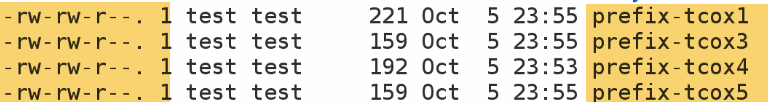 -rw-rw-r--. 1 test test     221 Oct  5 23:55 prefix-tcox1
-rw-rw-r--. 1 test test     159 Oct  5 23:55 prefix-tcox3
-rw-rw-r--. 1 test test     192 Oct  5 23:53 prefix-tcox4
-rw-rw-r--. 1 test test     159 Oct  5 23:55 prefix-tcox5